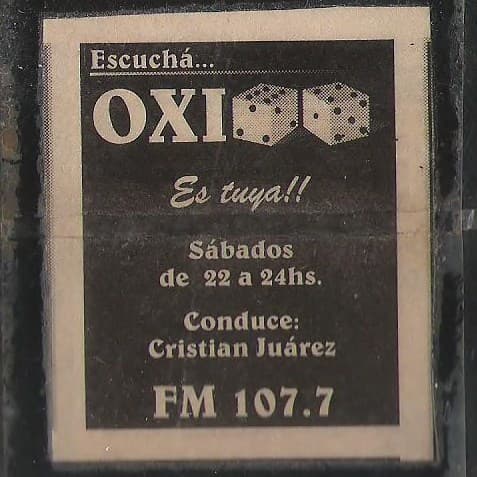 Escuchá...
OXI
Es tuya!!
Sábados
de 22 a 24hs.
Conduce:
Cristian Juárez
FM 107.7